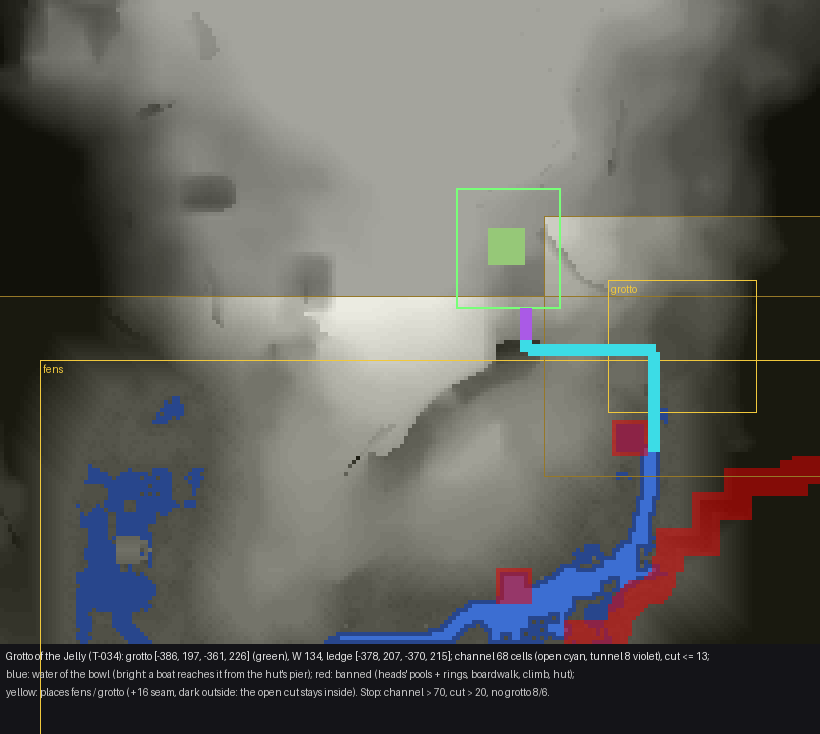 grotto
fens
Grotto of the Jelly (T-034): grotto [-386, 197, -361, 226] (green), W 134, ledge [-378, 207, -370, 215]; channel 68 cells (open cyan, tunnel 8 violet), cut <= 13;
blue: water of the bowl (bright: a boat reaches it from the hut's pier); red: banned (heads' pools + rings, boardwalk, climb, hut);
yellow: places fens / grotto (+16 seam, dark outside: the open cut stays inside). Stop: channel > 70, cut > 20, no grotto 8/6.